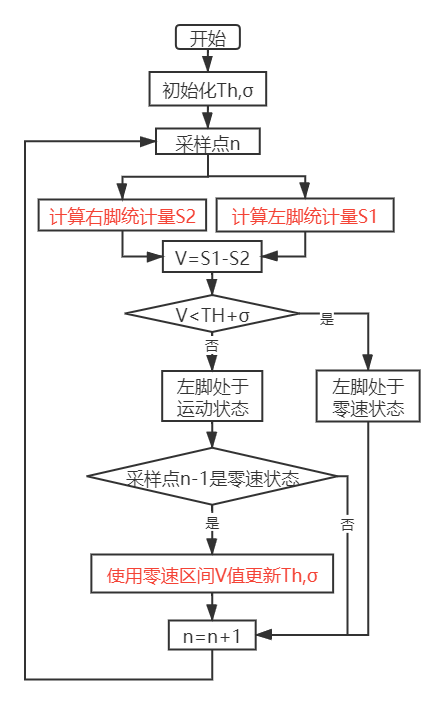 开始
初始化Th,σ
采样点n
计算右脚统计量S2
计算左脚统计量S1
V=S1-S2
V<TH+σ
是
否
左脚处于
运动状态
左脚处于
零速状态
采样点n-1是零速状态
否
是
使用零速区间V值更新Th,σ
n=n+1